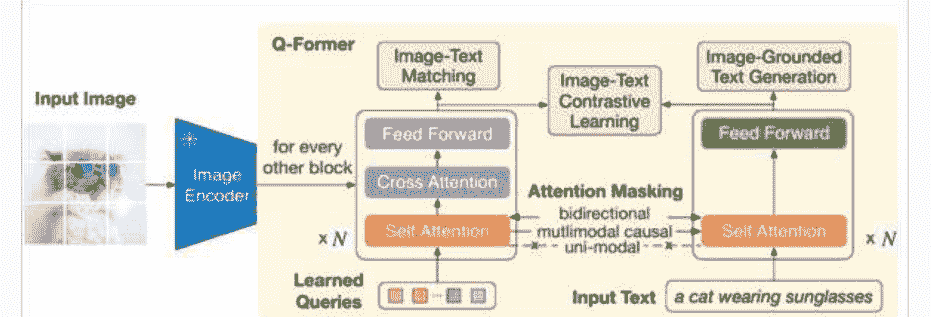 Q-Former
Input Image
Image-Text
Matching
Image-Text
Contrastive
Learning
Image-Grounded
Text Generation
Image
Encoder
for every
other block
Feed Forward
Cross Attention
Self Attention
x N
Learned
Queries
...
Attention Masking
bidirectional
mutlimodal causal
uni-modal
Feed Forward
Self Attention
x N
Input Text
a cat wearing sunglasses